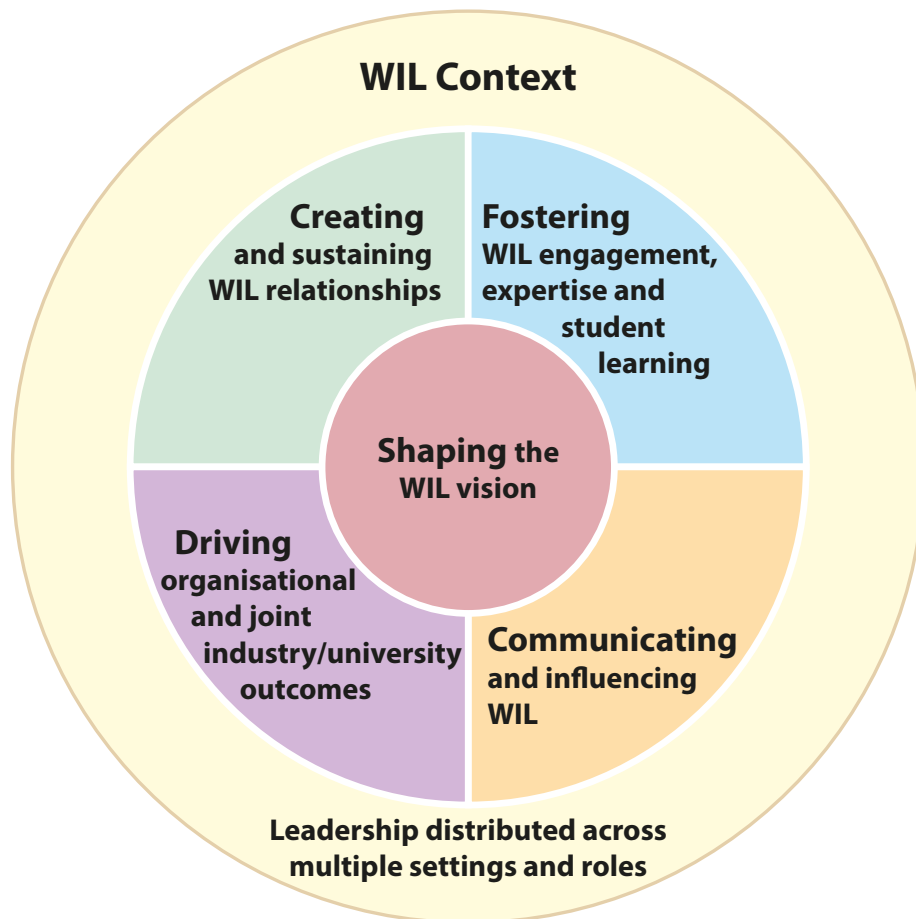 WIL Context
Creating
and sustaining
WIL relationships
Fostering
WIL engagement,
expertise and
student
learning
Shaping the
WIL vision
Driving
organisational
and joint
industry/university
outcomes
Communicating
and influencing
WIL
Leadership distributed across
multiple settings and roles